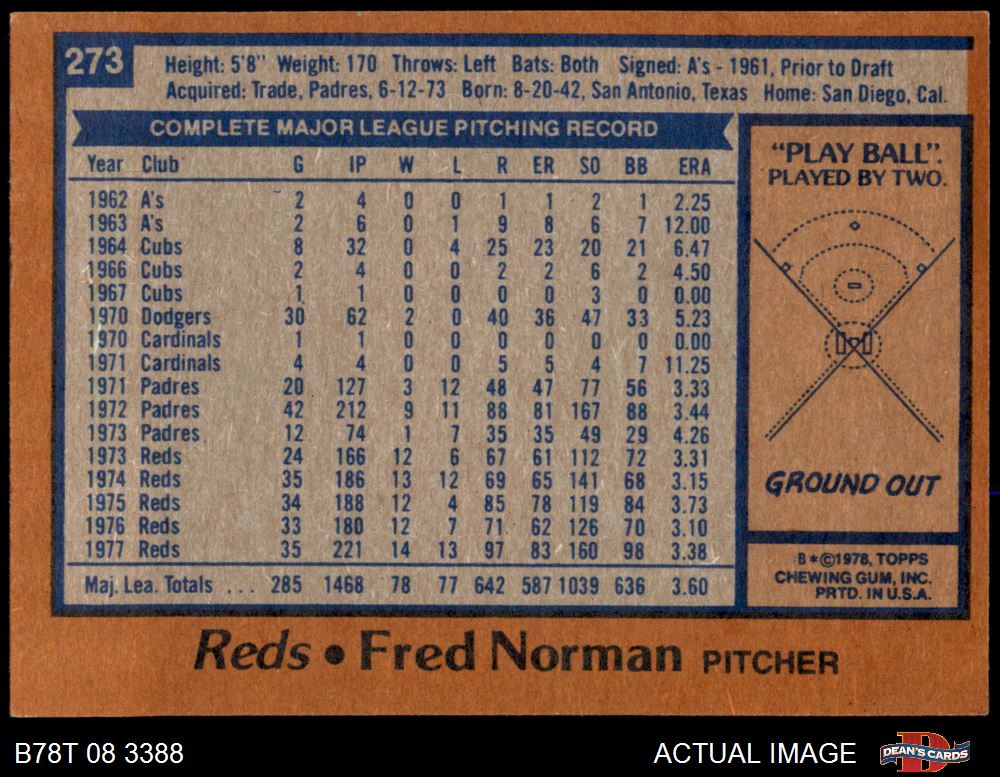 273
Height: 5'8" Weight: 170 Throws: Left Bats: Both Signed: A's - 1961, Prior to Draft
Acquired: Trade, Padres, 6-12-73 Born: 8-20-42, San Antonio, Texas Home: San Diego, Cal.
COMPLETE MAJOR LEAGUE PITCHING RECORD
Year Club G IP W L R ER SO BB ERA
1962 A's 2 4 0 0 1 1 2 1 2.25
1963 A's 2 6 0 1 9 8 6 7 12.00
1964 Cubs 8 32 0 4 25 23 20 21 6.47
1966 Cubs 2 4 0 0 2 2 6 2 4.50
1967 Cubs 1 1 0 0 0 0 3 0 0.00
1970 Dodgers 30 62 2 0 40 36 47 33 5.23
1970 Cardinals 1 1 0 0 0 0 0 0 0.00
1971 Cardinals 4 4 0 0 5 5 4 7 11.25
1971 Padres 20 127 3 12 48 47 77 56 3.33
1972 Padres 42 212 9 11 88 81 167 88 3.44
1973 Padres 12 74 1 7 35 35 49 29 4.26
1973 Reds 24 166 12 6 67 61 112 72 3.31
1974 Reds 35 186 13 12 69 65 141 68 3.15
1975 Reds 34 188 12 4 85 78 119 84 3.73
1976 Reds 33 180 12 7 71 62 126 70 3.10
1977 Reds 35 221 14 13 97 83 160 98 3.38
Maj. Lea. Totals ... 285 1468 78 77 642 587 1039 636 3.60
"PLAY BALL".
PLAYED BY TWO.
GROUND OUT
B*©1978, TOPPS
CHEWING GUM, INC.
PRTD. IN U.S.A.
Reds • Fred Norman PITCHER
B78T 08 3388
ACTUAL IMAGE
D
DEAN'S CARDS